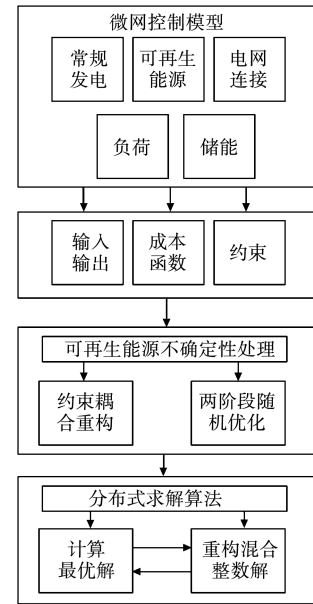 微网控制模型
常规
发电
可再生
能源
电网
连接
负荷
储能
输入
输出
成本
函数
约束
可再生能源不确定性处理
约束耦
合重构
两阶段随
机优化
分布式求解算法
计算
最优解
重构混合
整数解